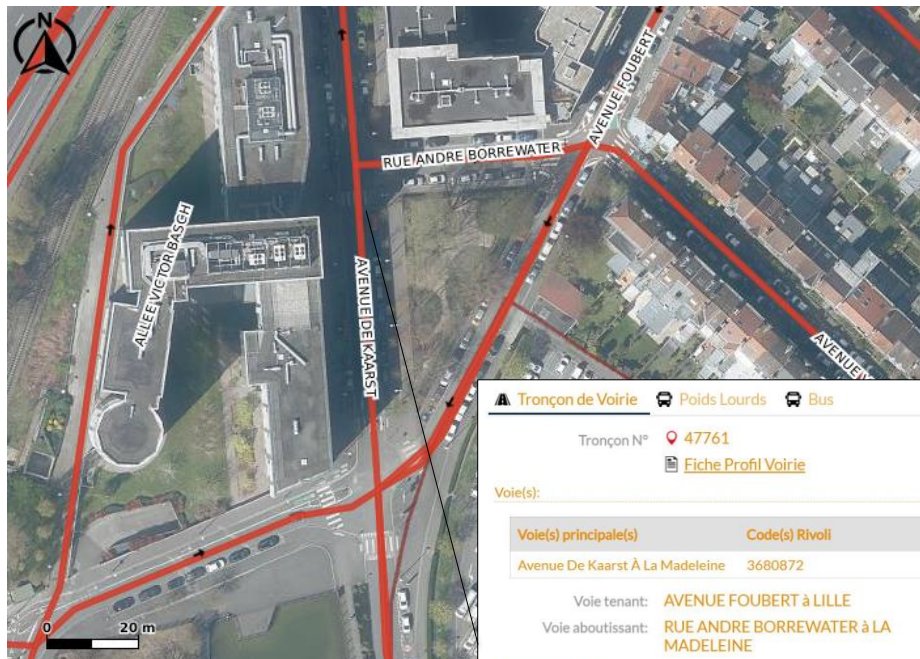 N
AVENUE FOUBERT
RUE ANDRE BORREWATER
ALLEE VICTOR BASCH
AVENUE DE KAARST
AVENUE V
0 20 m
Tronçon de Voirie Poids Lourds Bus
Tronçon N° 47761
Fiche Profil Voirie
Voie(s):
Voie(s) principale(s) Code(s) Rivoli
Avenue De Kaarst À La Madeleine 3680872
Voie tenant: AVENUE FOUBERT à LILLE
Voie aboutissant: RUE ANDRE BORREWATER à LA
MADELEINE